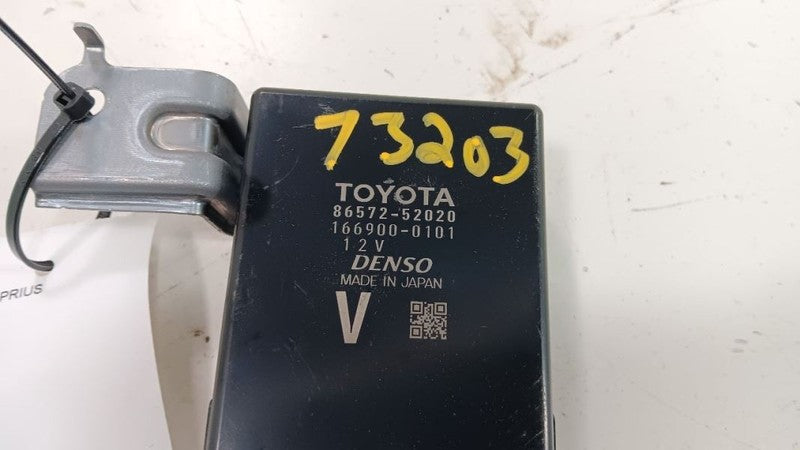 73203
TOYOTA
86572-52020
166900-0101
12V
DENSO
MADE IN JAPAN
V
PRIUS